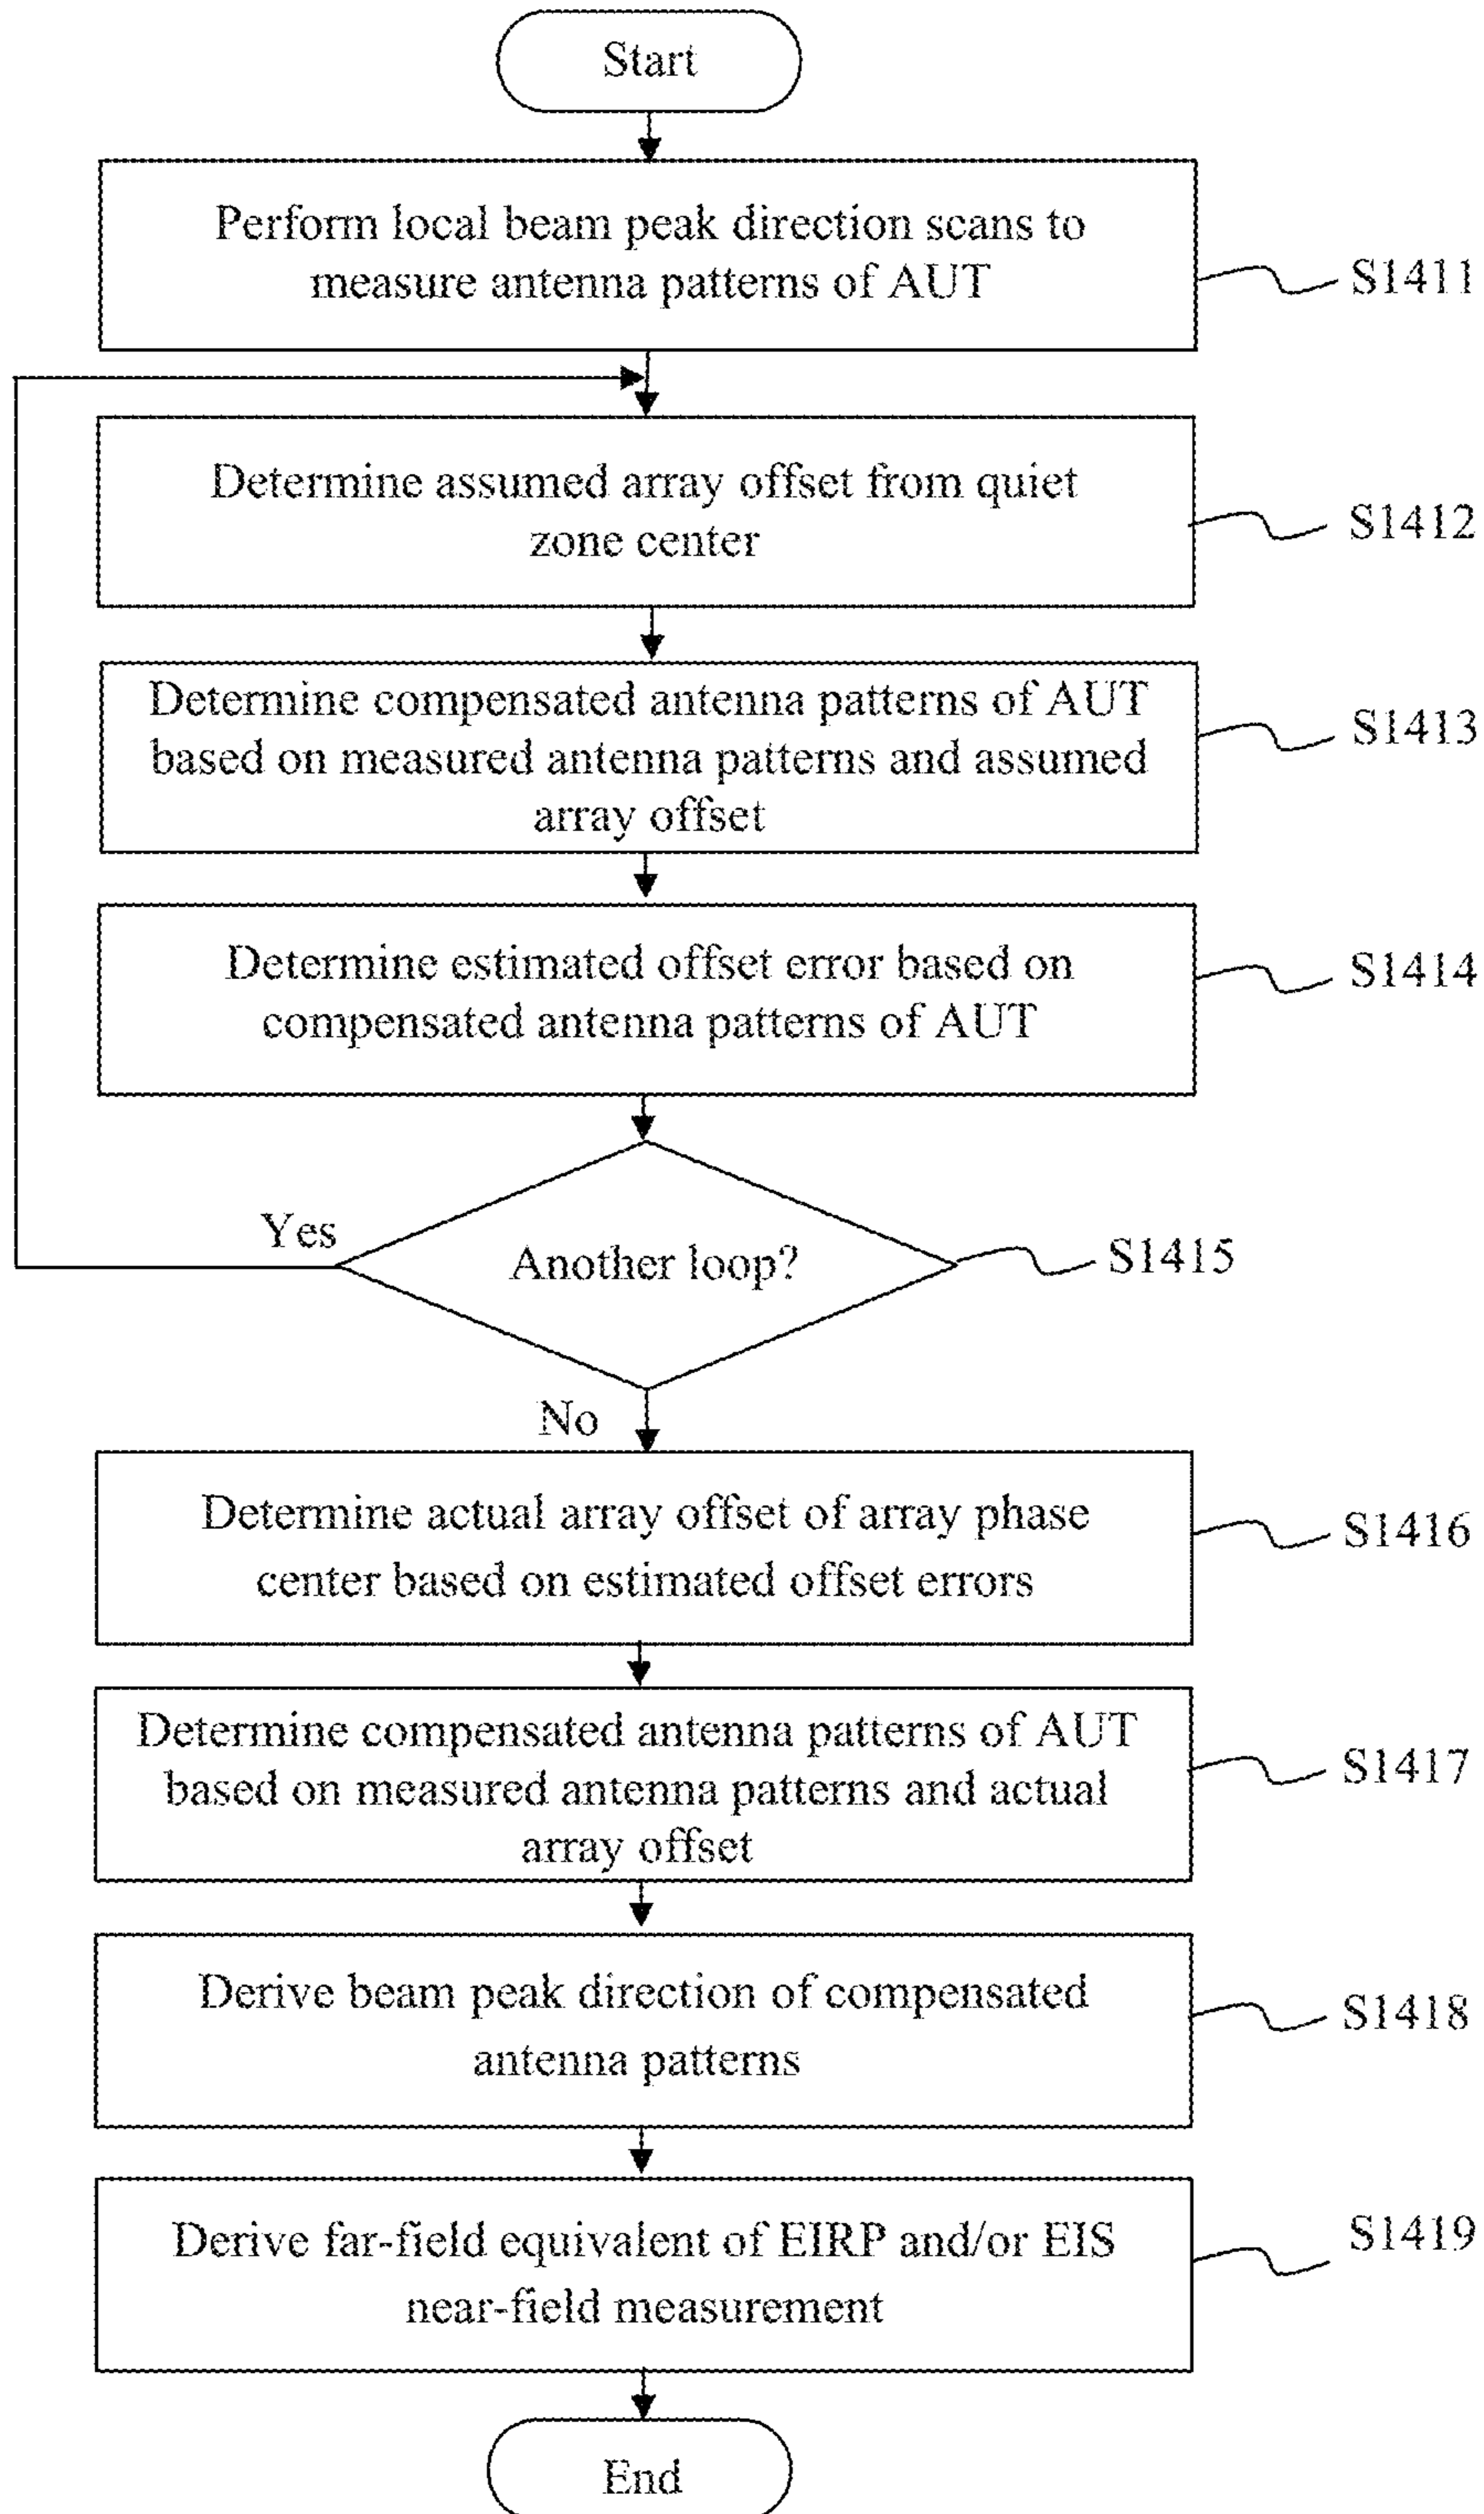 Start
Perform local beam peak direction scans to
measure antenna patterns of AUT
S1411
Determine assumed array offset from quiet
zone center
S1412
Determine compensated antenna patterns of AUT
based on measured antenna patterns and assumed
array offset
S1413
Determine estimated offset error based on
compensated antenna patterns of AUT
S1414
Yes
Another loop?
S1415
No
Determine actual array offset of array phase
center based on estimated offset errors
S1416
Determine compensated antenna patterns of AUT
based on measured antenna patterns and actual
array offset
S1417
Derive beam peak direction of compensated
antenna patterns
S1418
Derive far-field equivalent of EIRP and/or EIS
near-field measurement
S1419
End